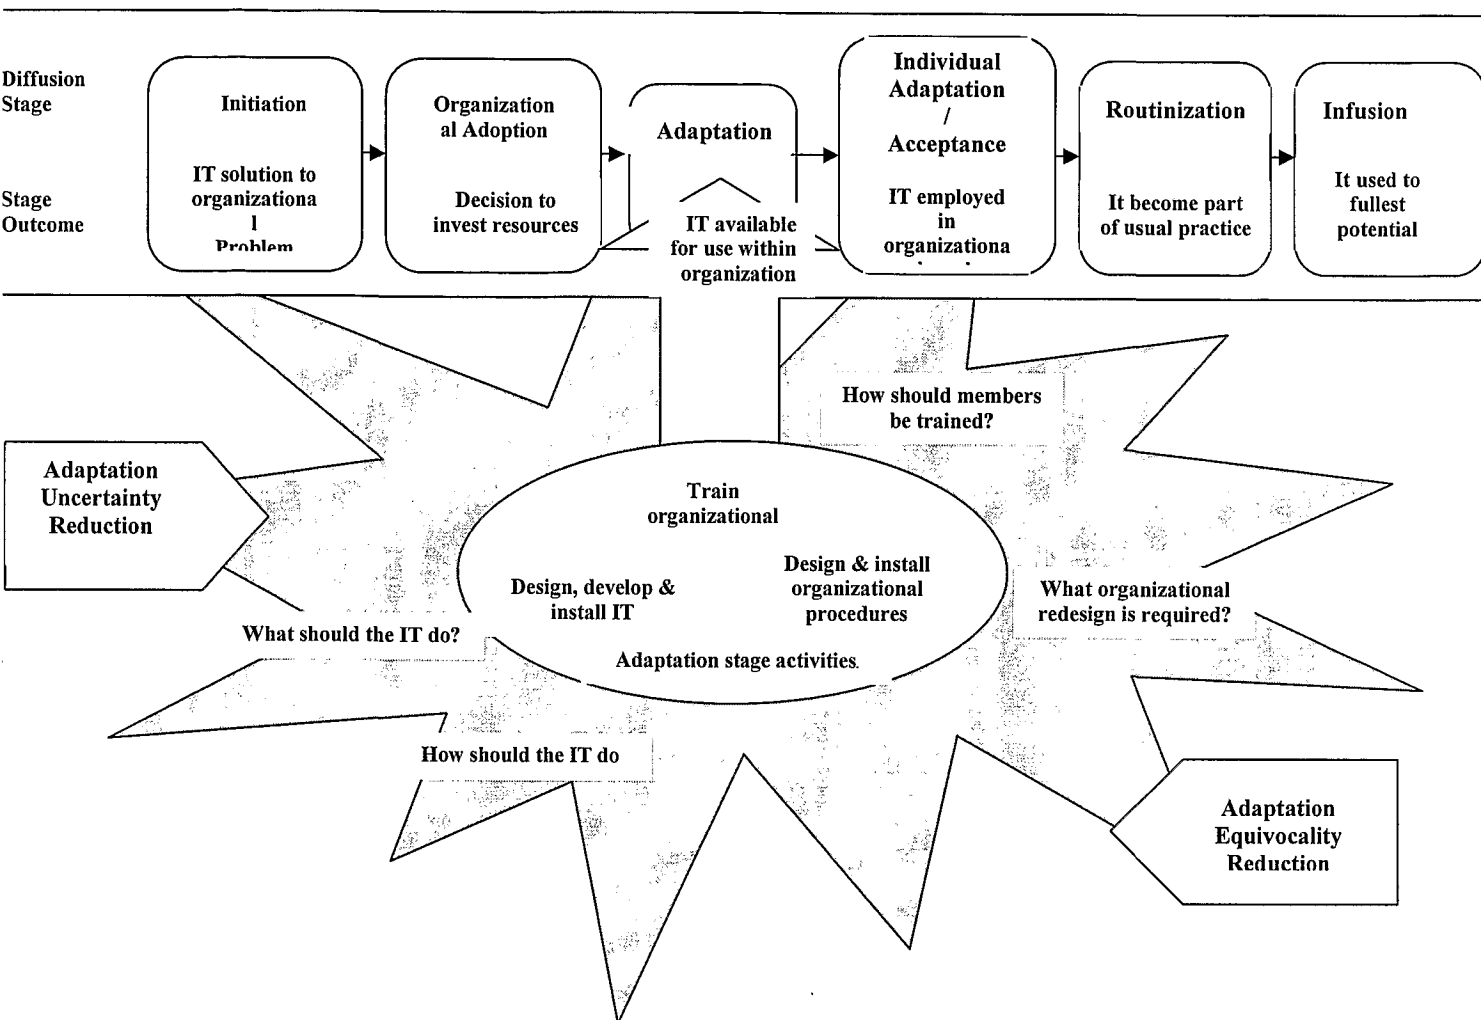 Diffusion
Stage
Initiation
Organization
al Adoption
Adaptation
Individual
Adaptation
/
Acceptance
Routinization
Infusion
Stage
Outcome
IT solution to
organizationa
l
Problem
Decision to
invest resources
IT available
for use within
organization
IT employed
in
organizationa
It become part
of usual practice
It used to
fullest
potential
How should members
be trained?
Adaptation
Uncertainty
Reduction
Train
organizational
Design, develop &
install IT
Design & install
organizational
procedures
What organizational
redesign is required?
What should the IT do?
Adaptation stage activities.
How should the IT do
Adaptation
Equivocality
Reduction